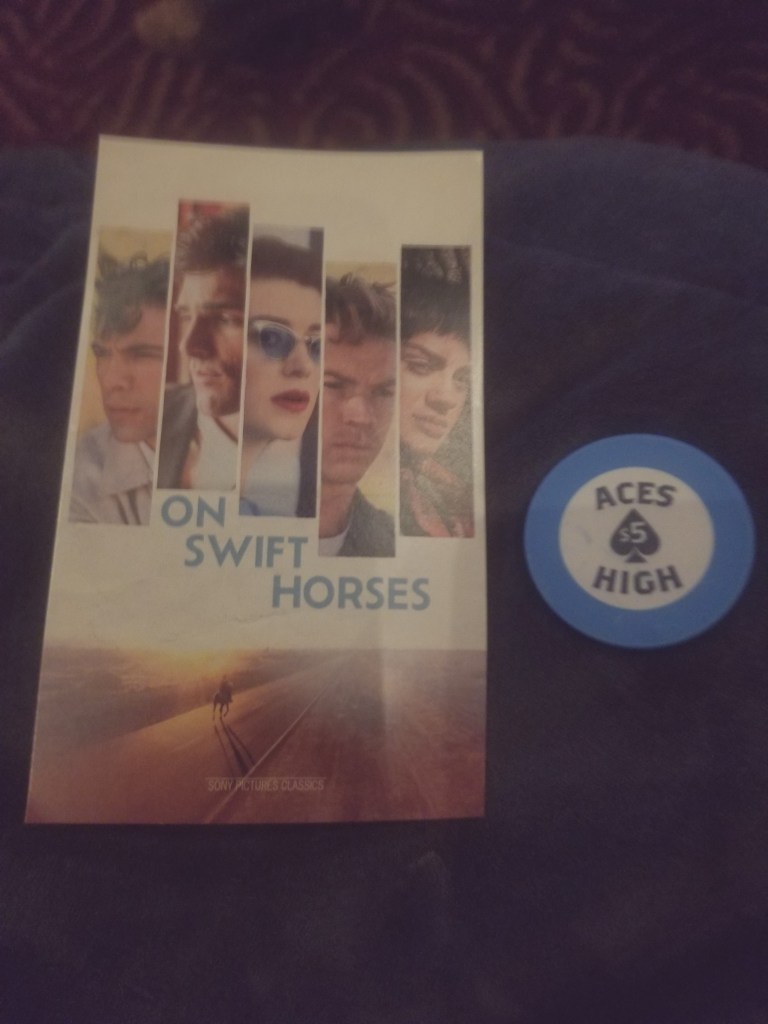 ON
SWIFT
HORSES
SONY PICTURES CLASSICS
ACES
$5
HIGH